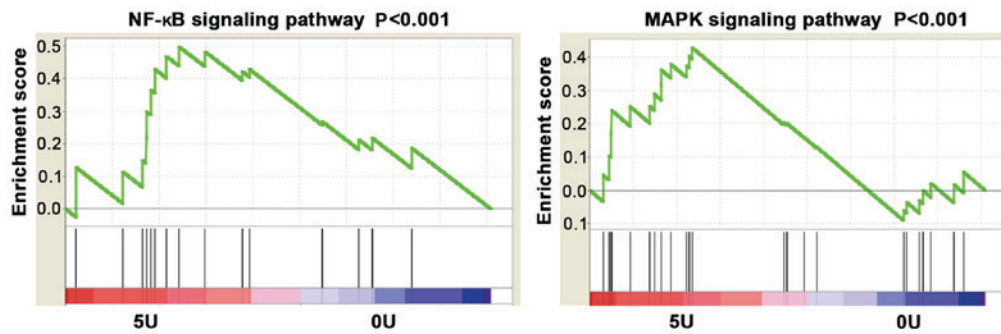 NF-κB signaling pathway P<0.001
Enrichment score
0.5
0.4
0.3
0.2
0.1
0.0
5U 0U
MAPK signaling pathway P<0.001
Enrichment score
0.4
0.3
0.2
0.1
0.0
0.1
5U 0U